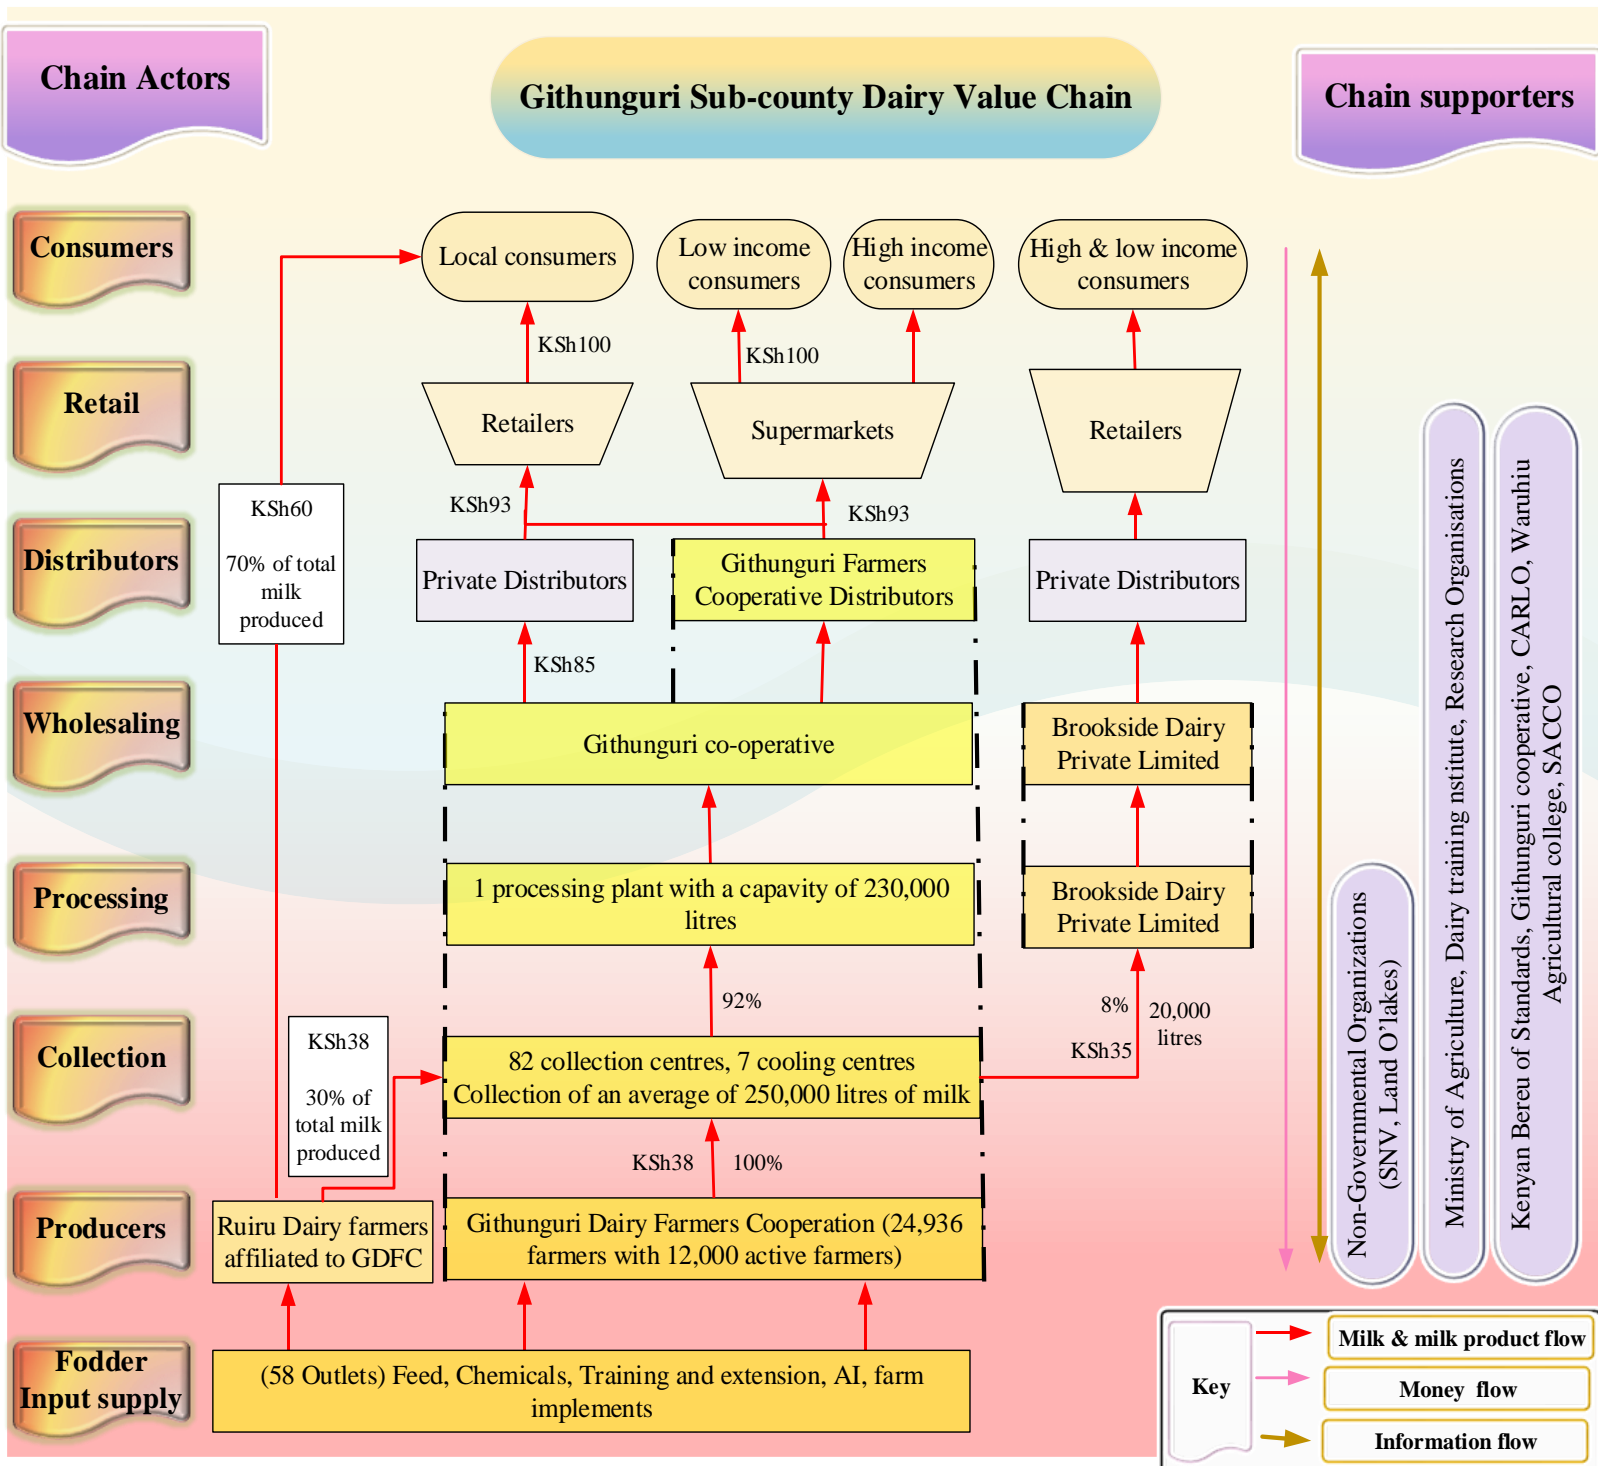 Chain Actors
Githunguri Sub-county Dairy Value Chain
Chain supporters
Consumers
Local consumers
Low income
consumers
High income
consumers
High & low income
consumers
KSh100
KSh100
Retail
Retailers
Supermarkets
Retailers
KSh93
KSh93
KSh60
70% of total
milk
produced
Distributors
Private Distributors
Githunguri Farmers
Cooperative Distributors
Private Distributors
KSh85
Wholesaling
Githunguri co-operative
Brookside Dairy
Private Limited
Processing
1 processing plant with a capavity of 230,000
litres
Brookside Dairy
Private Limited
92%
8%
20,000
litres
KSh35
Collection
KSh38
30% of
total milk
produced
82 collection centres, 7 cooling centres
Collection of an average of 250,000 litres of milk
KSh38
100%
Producers
Ruiru Dairy farmers
affiliated to GDFC
Githunguri Dairy Farmers Cooperation (24,936
farmers with 12,000 active farmers)
Fodder
Input supply
(58 Outlets) Feed, Chemicals, Training and extension, AI, farm
implements
Non-Governmental Organizations
(SNV, Land O’lakes)
Ministry of Agriculture, Dairy training nstitute, Research Organisations
Kenyan Bereu of Standards, Githunguri cooperative, CARLO, Waruhiu
Agricultural college, SACCO
Key
Milk & milk product flow
Money flow
Information flow